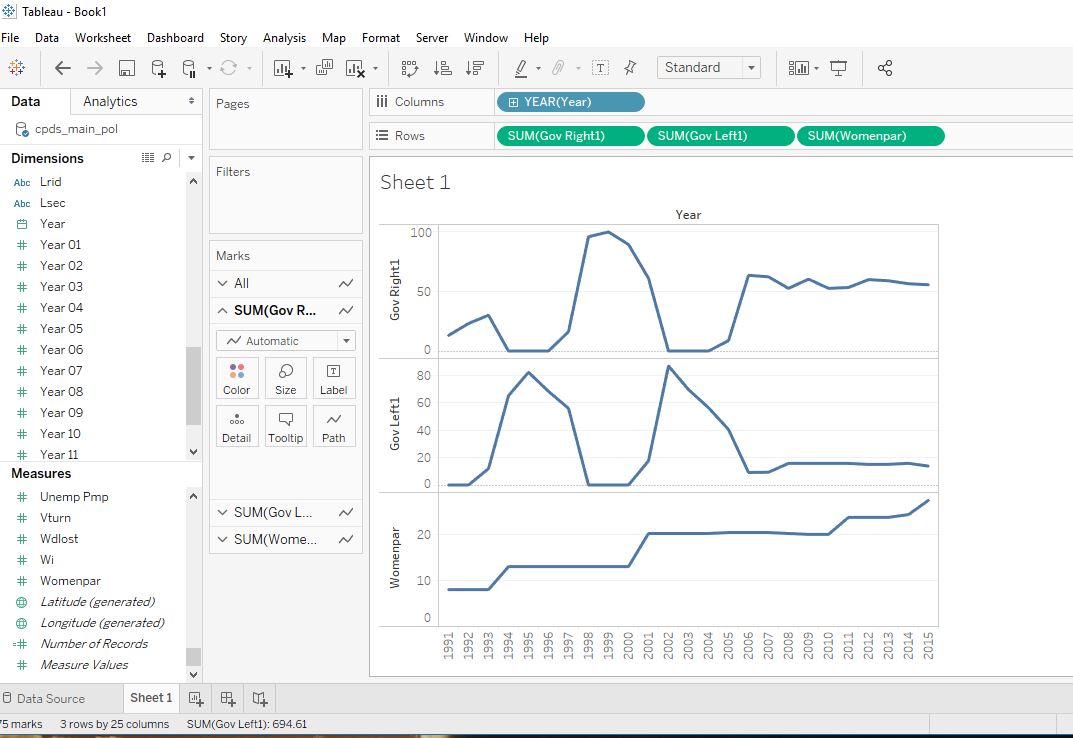 Tableau - Book1
File Data Worksheet Dashboard Story Analysis Map Format Server Window Help
Standard
Data Analytics
cpds_main_pol
Dimensions
Abc Lrid
Abc Lsec
Year
Year 01
Year 02
Year 03
Year 04
Year 05
Year 06
Year 07
Year 08
Year 09
Year 10
Year 11
Measures
Unemp Pmp
Vturn
Wdlost
Wi
Womenpar
Latitude (generated)
Longitude (generated)
Number of Records
Measure Values
Pages
Filters
Marks
All
SUM(Gov R...
Automatic
Color Size Label
Detail Tooltip Path
SUM(Gov L...
SUM(Wome...
Columns YEAR(Year)
Rows SUM(Gov Right1) SUM(Gov Left1) SUM(Womenpar)
Sheet 1
Year
Gov Right1
100
50
0
Gov Left1
80
60
40
20
0
Womenpar
20
10
0
1991 1992 1993 1994 1995 1996 1997 1998 1999 2000 2001 2002 2003 2004 2005 2006 2007 2008 2009 2010 2011 2012 2013 2014 2015
Data Source Sheet 1
75 marks 3 rows by 25 columns SUM(Gov Left1): 694.61